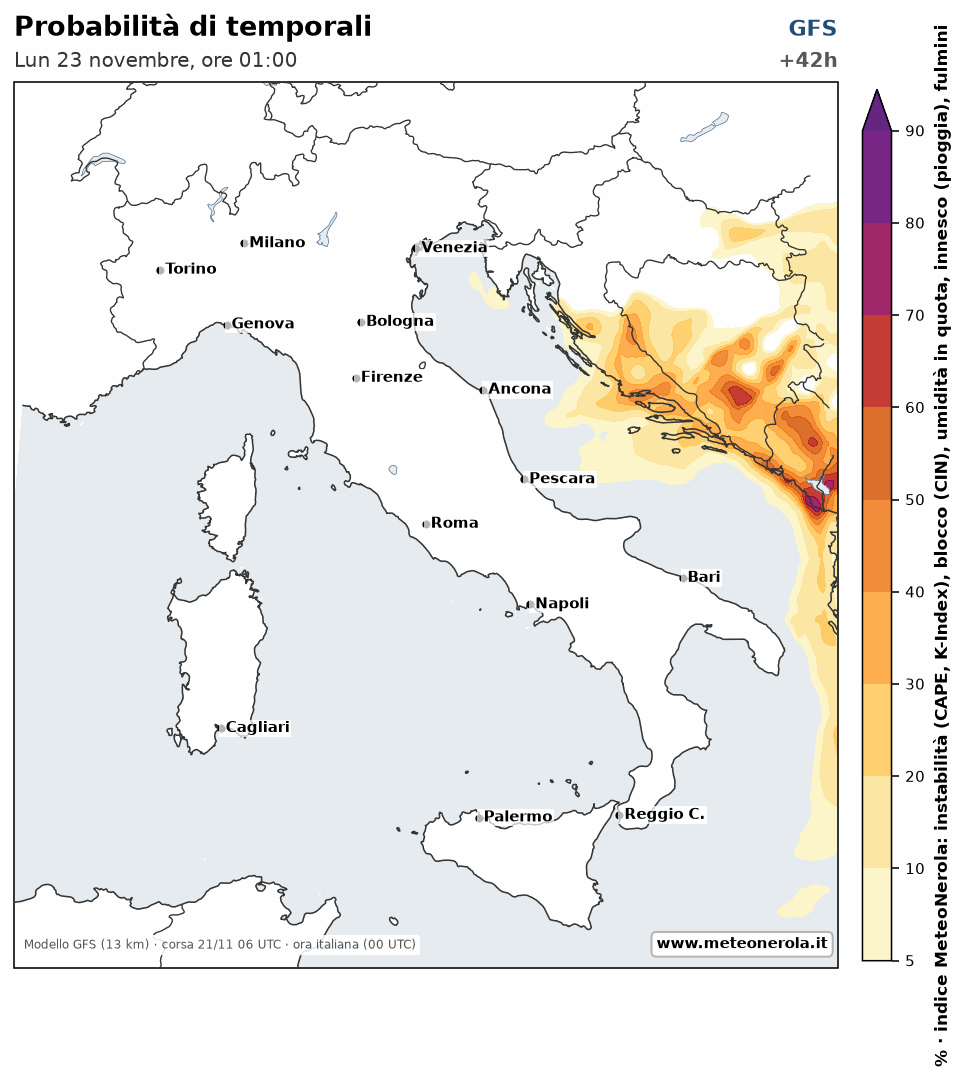 Probabilità di temporali
GFS
Lun 23 novembre, ore 01:00
+42h
Milano
Venezia
Torino
Genova
Bologna
Firenze
Ancona
Pescara
Roma
Bari
Napoli
Cagliari
Palermo
Reggio C.
Modello GFS (13 km) · corsa 21/11 06 UTC · ora italiana (00 UTC)
www.meteonerola.it
90
80
70
60
50
40
30
20
10
5
% · indice MeteoNerola: instabilità (CAPE, K-Index), blocco (CIN), umidità in quota, innesco (pioggia), fulmini